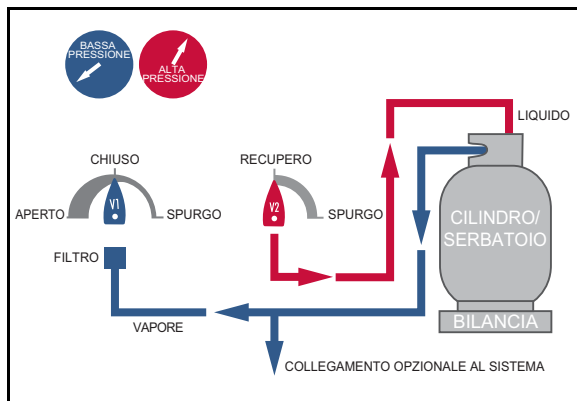 BASSA
PRESSIONE
ALTA
PRESSIONE
LIQUIDO
CHIUSO
RECUPERO
V1
V2
APERTO
SPURGO
SPURGO
CILINDRO/
SERBATOIO
FILTRO
VAPORE
BILANCIA
COLLEGAMENTO OPZIONALE AL SISTEMA